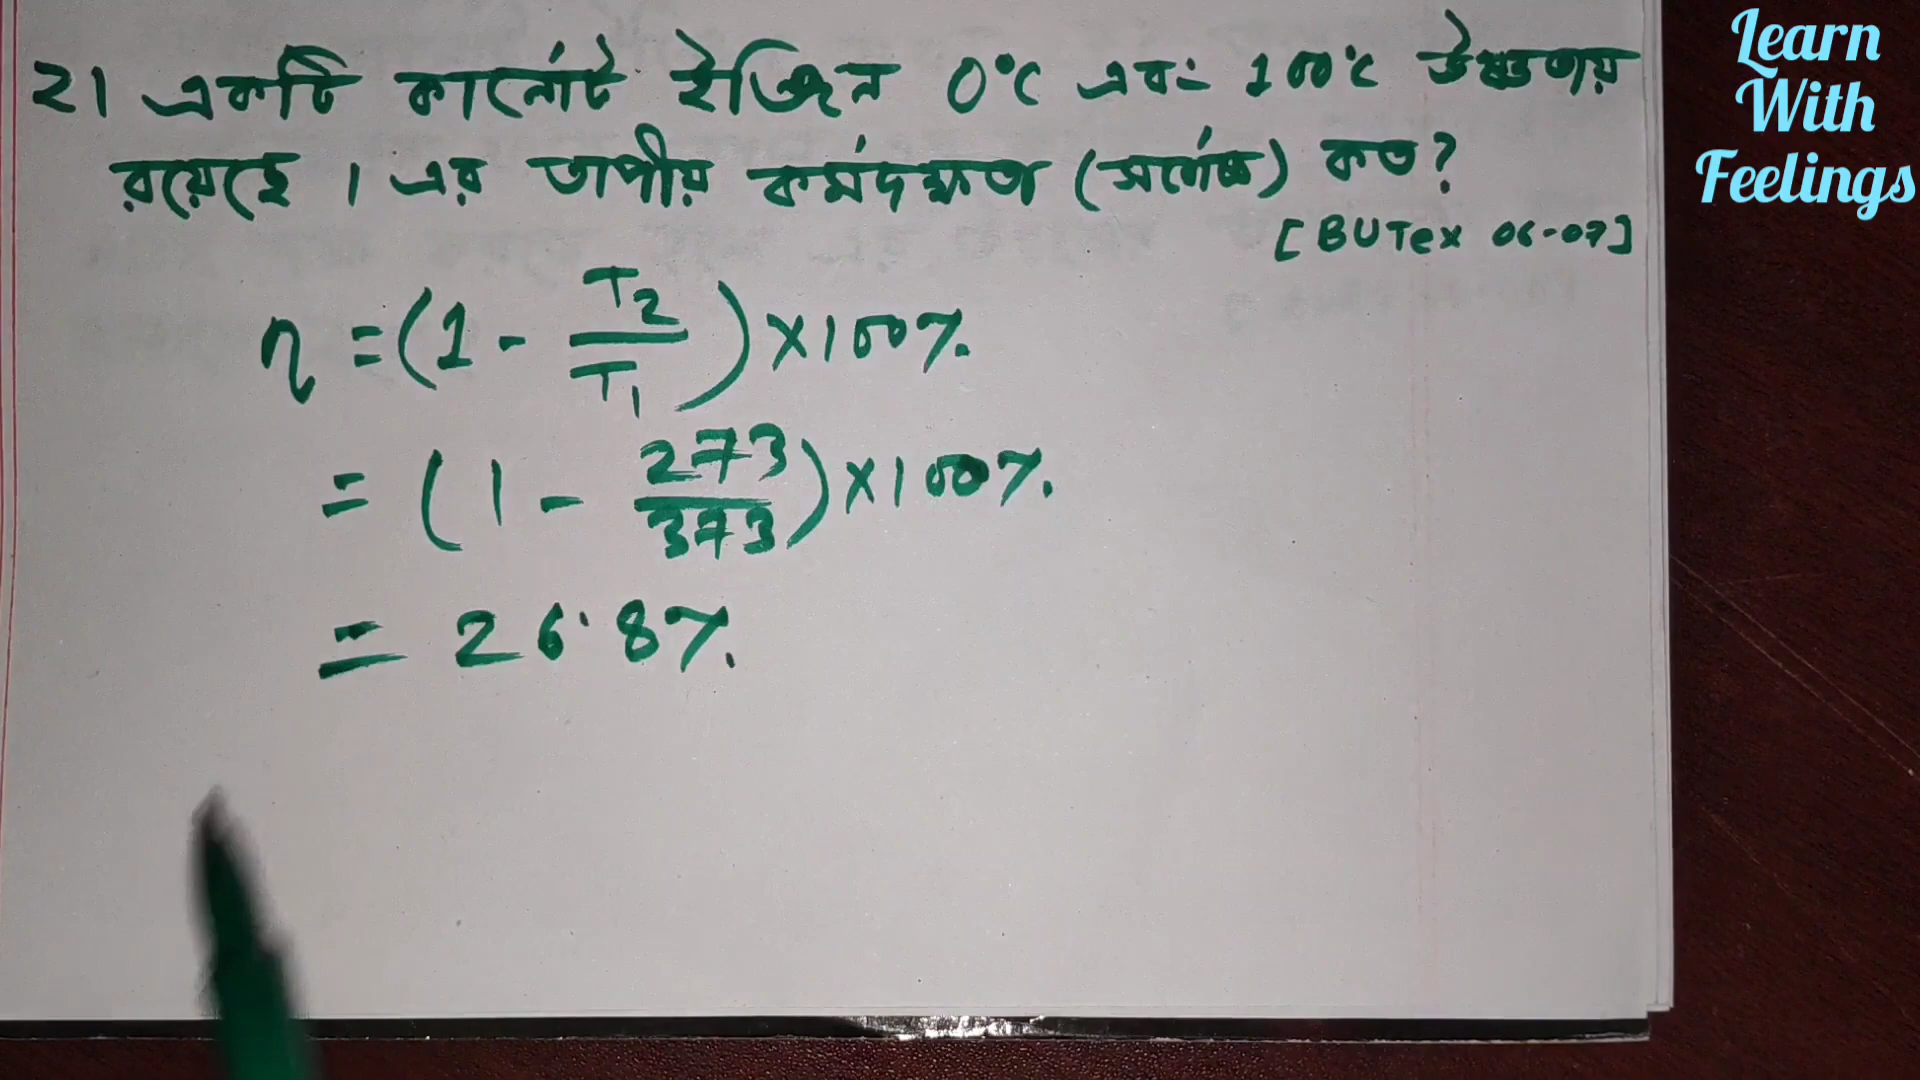 ২। একটি কার্নোট ইঞ্জিন 0°C এবং 100°C উষ্ণতায়
রয়েছে । এর তাপীয় কর্মদক্ষতা (সর্বোচ্চ) কত?
[BUTex 06-07]
η = (1 - T₂/T₁) × 100%
= (1 - 273/373) × 100%
= 26.8%
Learn
With
Feelings